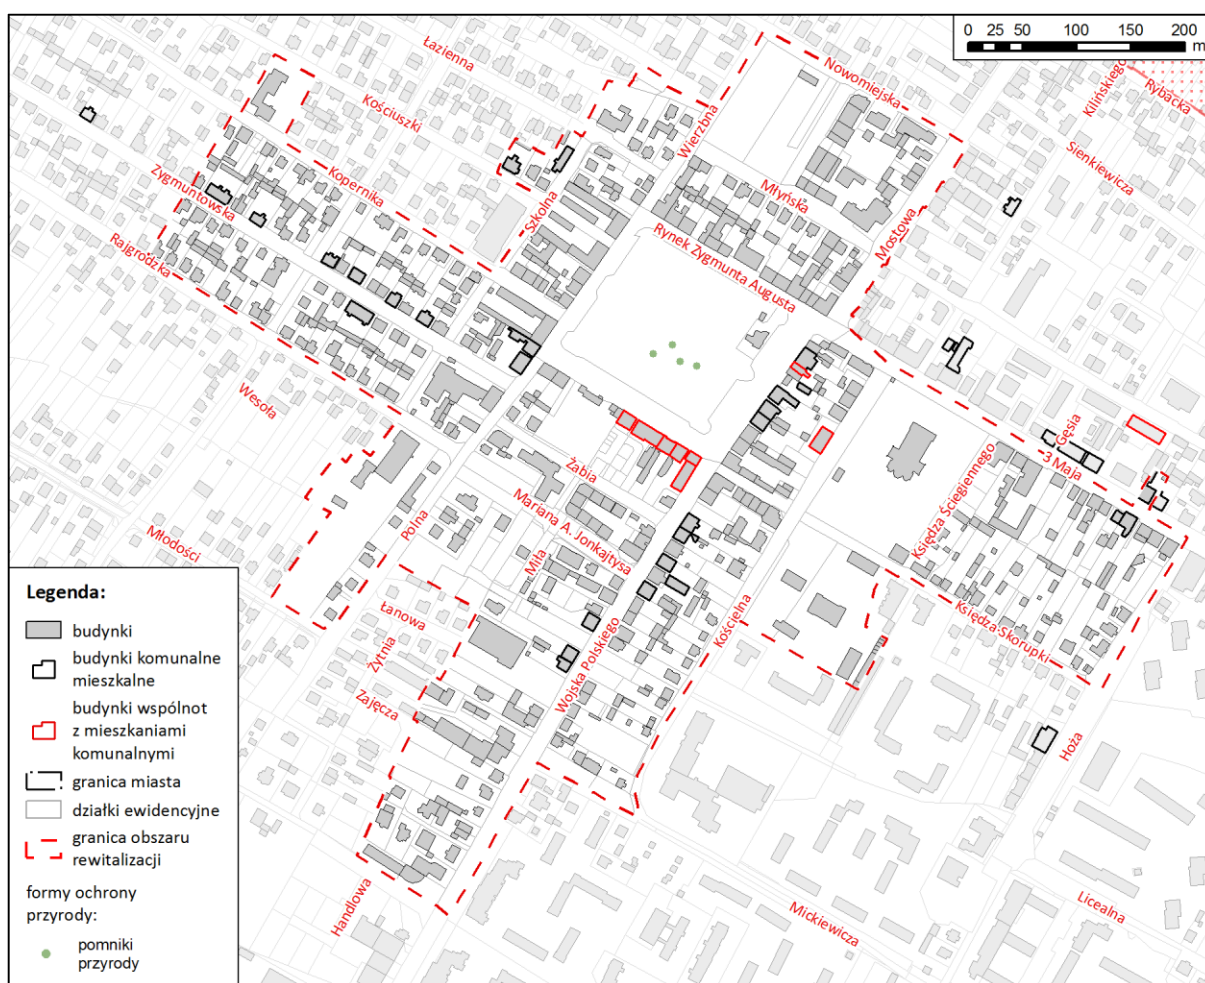 0 25 50 100 150 200
m
Łazienna
Kościuszki
Kopernika
Zygmuntowska
Rajgrodzka
Szkolna
Wierzbna
Nowomiejska
Młyńska
Rynek Zygmunta Augusta
Mostowa
Kilińskiego
Rybacka
Sienkiewicza
Wesoła
Żabia
Mariana A. Jonkajtysa
Polna
Miła
Młodości
Łanowa
Żytnia
Zajęcza
Wojska Polskiego
Kościelna
Gęsia
3 Maja
Księdza Ściegiennego
Księdza Skorupki
Hoża
Handlowa
Mickiewicza
Licealna
Legenda:
budynki
budynki komunalne
mieszkalne
budynki wspólnot
z mieszkaniami
komunalnymi
granica miasta
działki ewidencyjne
granica obszaru
rewitalizacji
formy ochrony
przyrody:
pomniki
przyrody